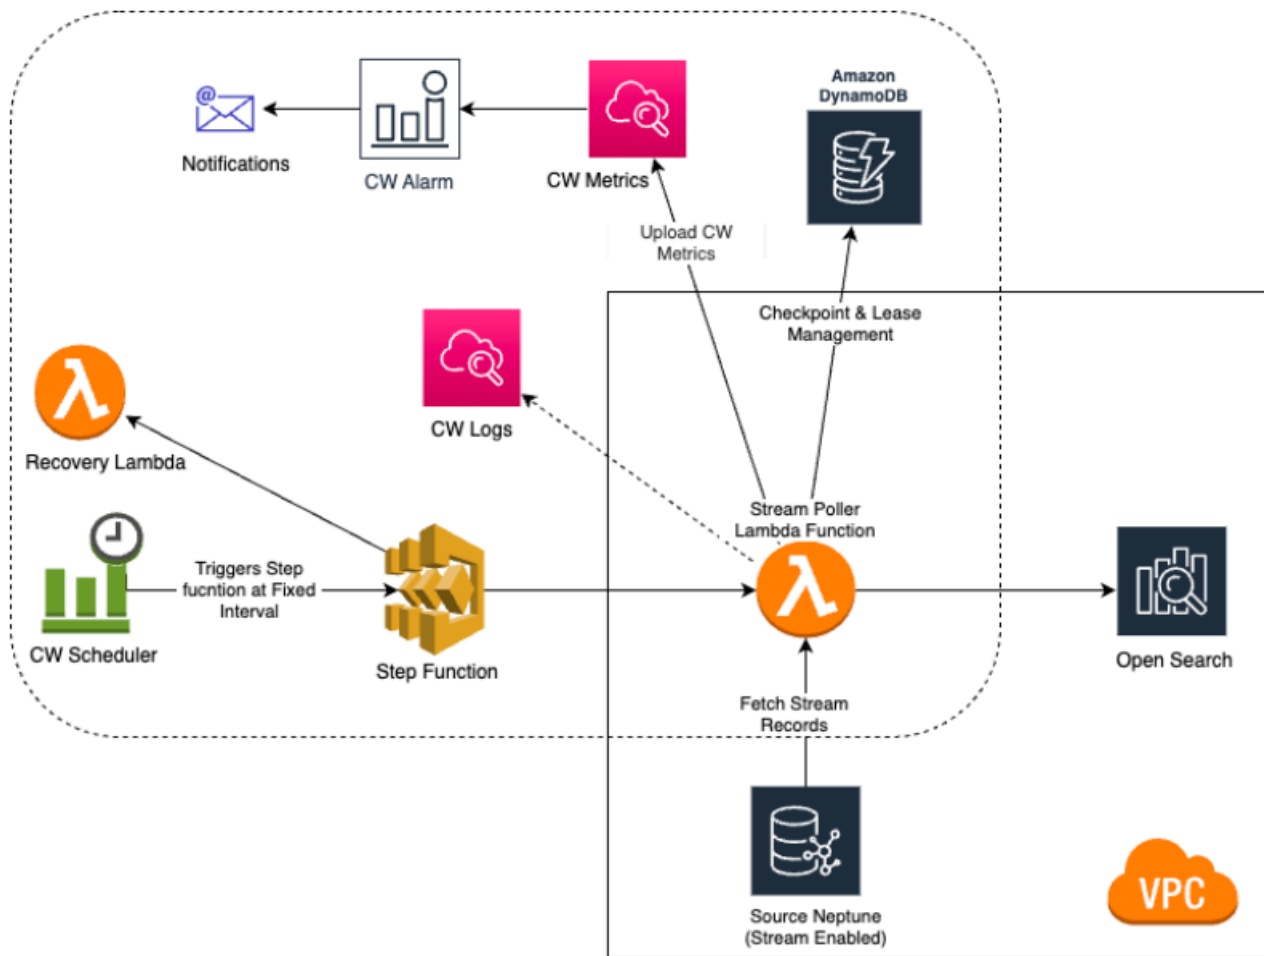 Amazon
DynamoDB
@
Notifications
CW Alarm
CW Metrics
Upload CW
Metrics
Checkpoint & Lease
Management
CW Logs
Recovery Lambda
Stream Poller
Lambda Function
Triggers Step
fucntion at Fixed
Interval
CW Scheduler
Step Function
Open Search
Fetch Stream
Records
Source Neptune
(Stream Enabled)
VPC